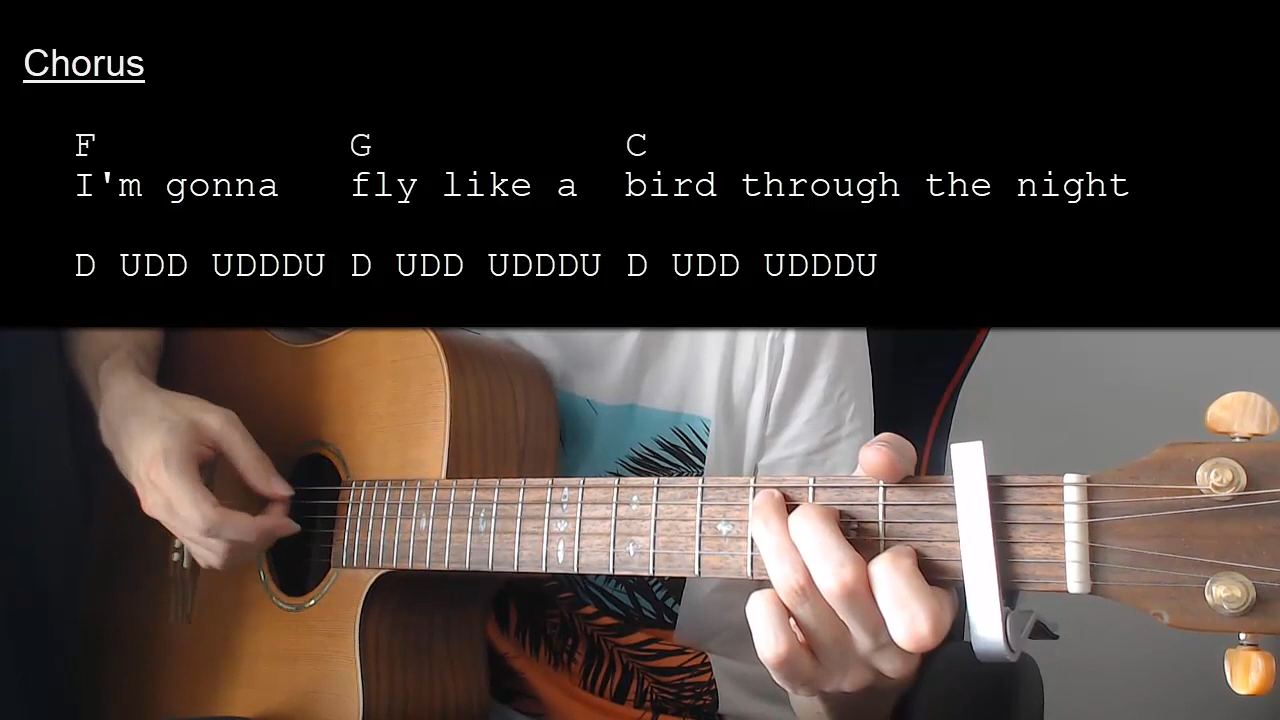 Chorus
F G C
I'm gonna fly like a bird through the night
D UDD UDDDU D UDD UDDDU D UDD UDDDU